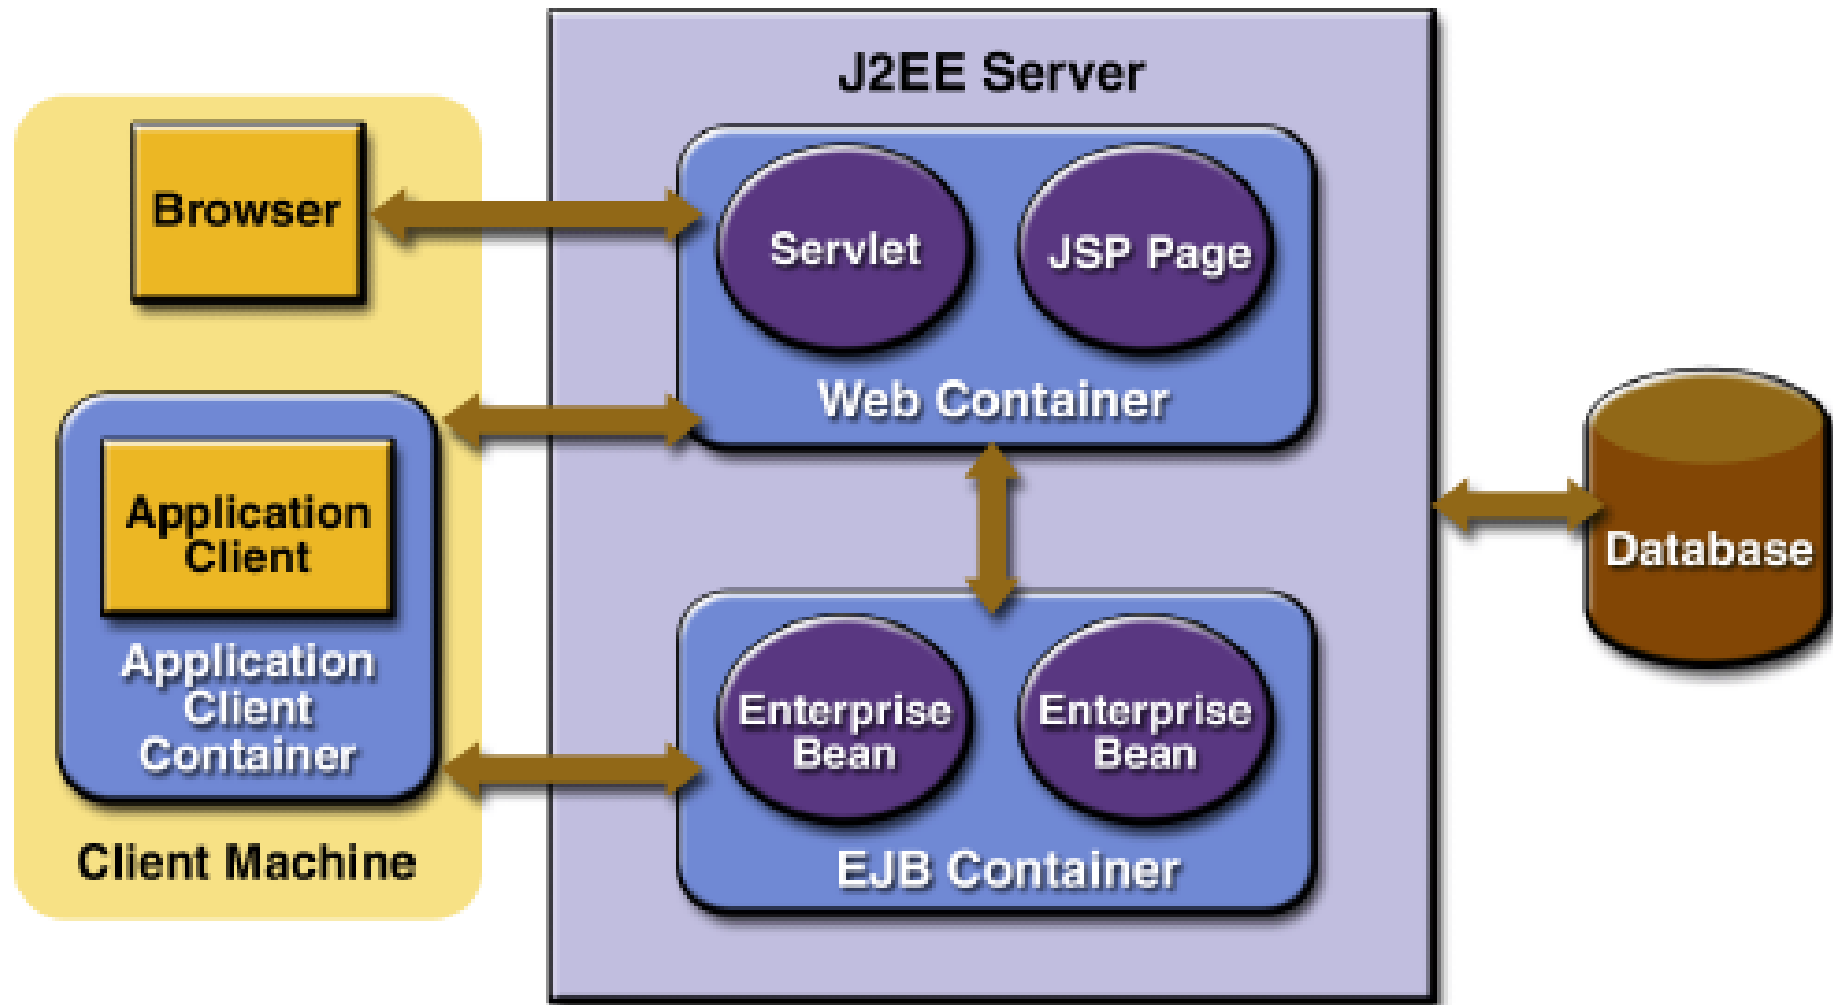 J2EE Server
Browser
Servlet
JSP Page
Web Container
Application
Client
Application
Client
Container
Client Machine
Enterprise
Bean
Enterprise
Bean
EJB Container
Database